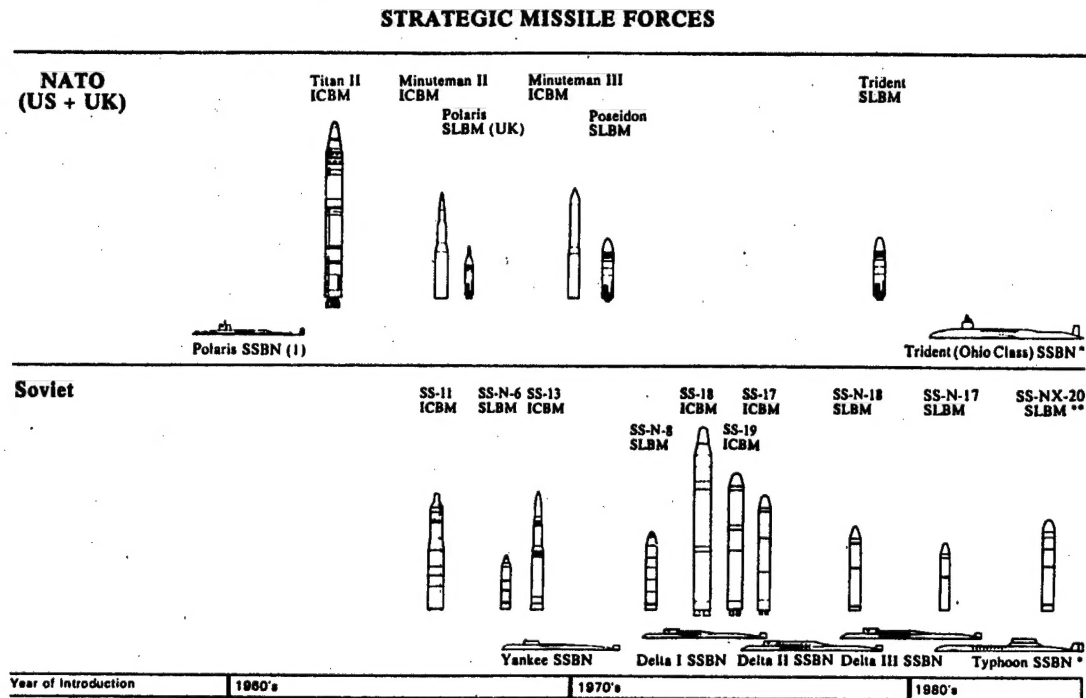 STRATEGIC MISSILE FORCES
NATO
(US + UK)
Titan II
ICBM
Minuteman II
ICBM
Polaris
SLBM (UK)
Minuteman III
ICBM
Poseidon
SLBM
Trident
SLBM
Polaris SSBN (1)
Trident (Ohio Class) SSBN *
Soviet
SS-11
ICBM
SS-N-6
SLBM
SS-13
ICBM
SS-N-8
SLBM
SS-18
ICBM
SS-19
ICBM
SS-17
ICBM
SS-N-18
SLBM
SS-N-17
SLBM
SS-NX-20
SLBM **
Yankee SSBN
Delta I SSBN
Delta II SSBN
Delta III SSBN
Typhoon SSBN *
Year of Introduction
1960's
1970's
1980's